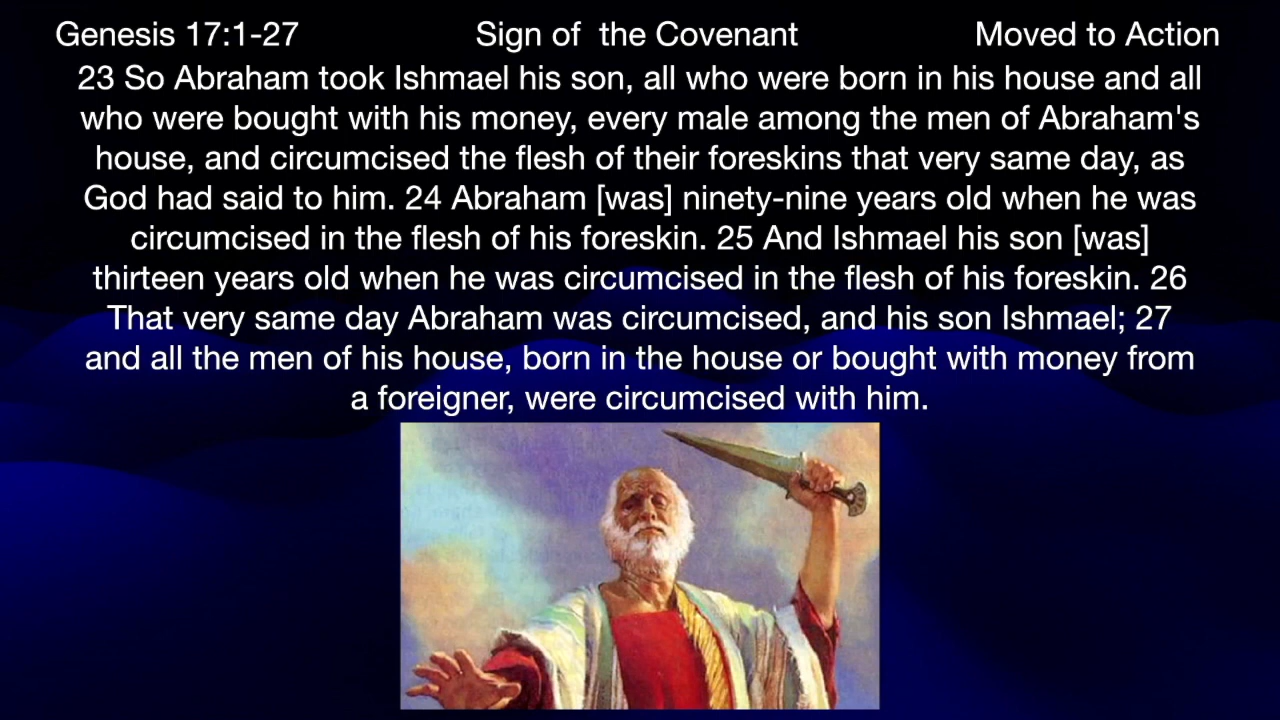 Genesis 17:1-27 Sign of the Covenant Moved to Action
23 So Abraham took Ishmael his son, all who were born in his house and all
who were bought with his money, every male among the men of Abraham's
house, and circumcised the flesh of their foreskins that very same day, as
God had said to him. 24 Abraham [was] ninety-nine years old when he was
circumcised in the flesh of his foreskin. 25 And Ishmael his son [was]
thirteen years old when he was circumcised in the flesh of his foreskin. 26
That very same day Abraham was circumcised, and his son Ishmael; 27
and all the men of his house, born in the house or bought with money from
a foreigner, were circumcised with him.